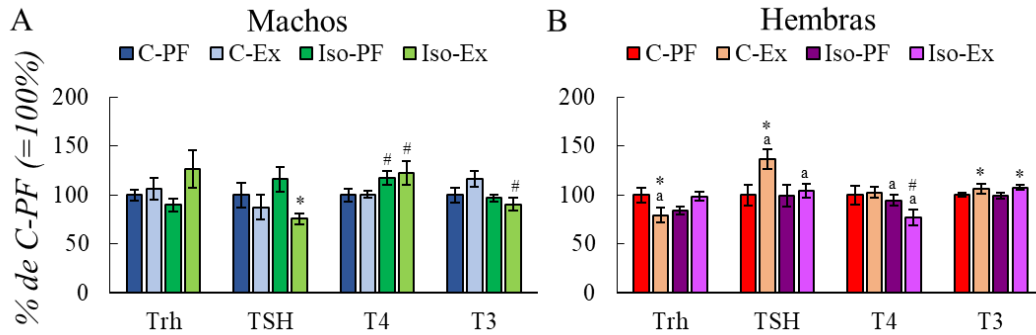 A Machos
C-PF C-Ex Iso-PF Iso-Ex
% de C-PF (=100%)
200
150
100
50
0
* # # #
Trh TSH T4 T3
B Hembras
C-PF C-Ex Iso-PF Iso-Ex
200
150
100
50
0
*
a
*
a
a
a
#
a
*
*
Trh TSH T4 T3